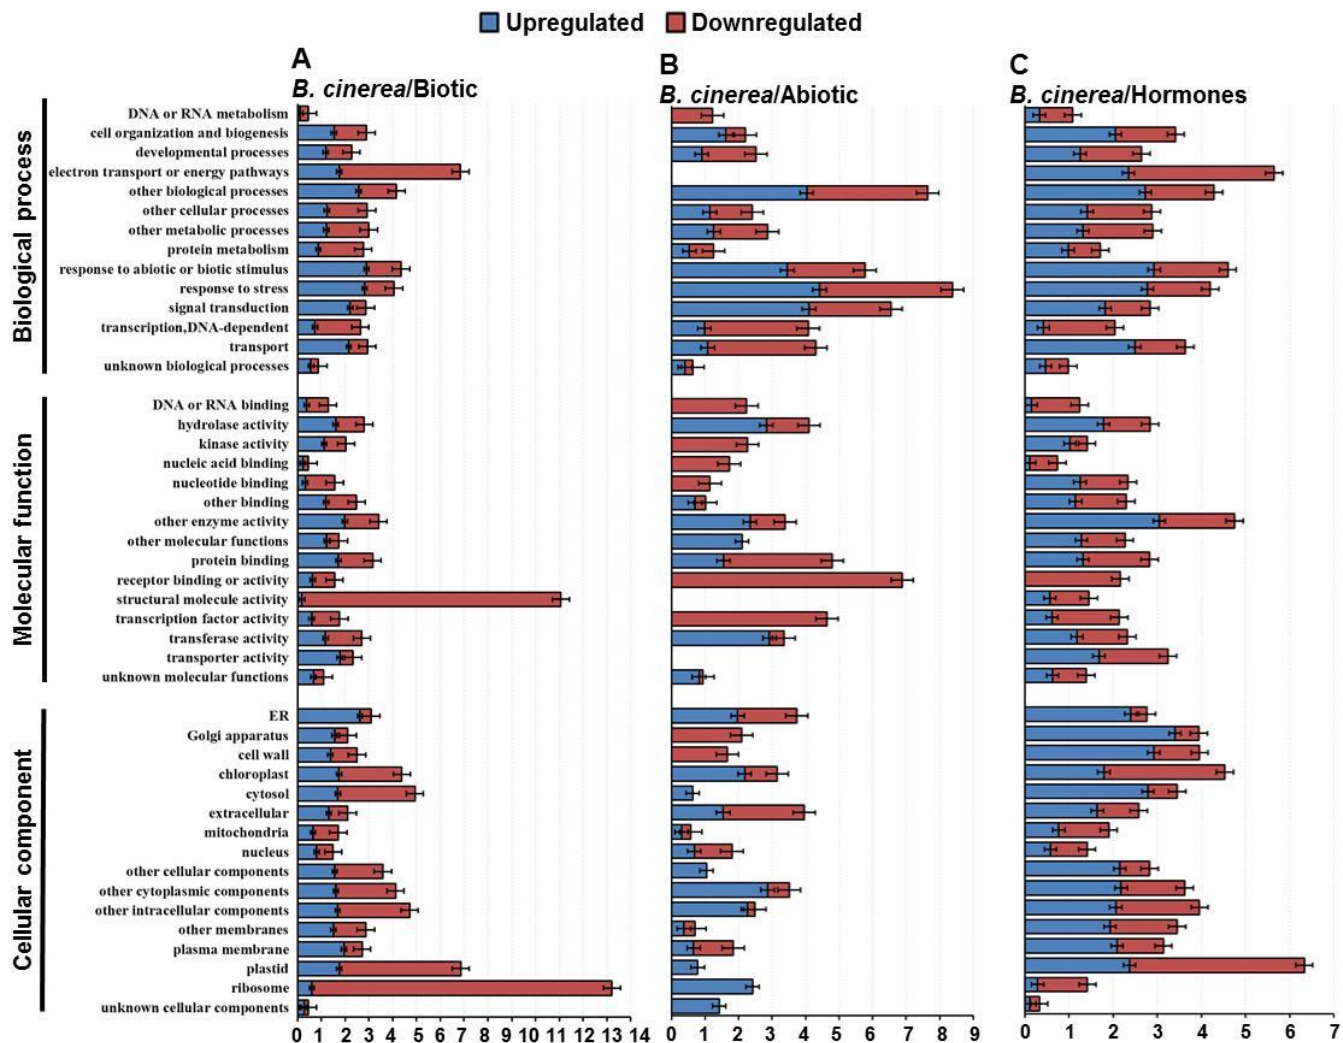 Upregulated Downregulated
A
B. cinerea/Biotic
B
B. cinerea/Abiotic
C
B. cinerea/Hormones
Biological process
DNA or RNA metabolism
cell organization and biogenesis
developmental processes
electron transport or energy pathways
other biological processes
other cellular processes
other metabolic processes
protein metabolism
response to abiotic or biotic stimulus
response to stress
signal transduction
transcription,DNA-dependent
transport
unknown biological processes
Molecular function
DNA or RNA binding
hydrolase activity
kinase activity
nucleic acid binding
nucleotide binding
other binding
other enzyme activity
other molecular functions
protein binding
receptor binding or activity
structural molecule activity
transcription factor activity
transferase activity
transporter activity
unknown molecular functions
Cellular component
ER
Golgi apparatus
cell wall
chloroplast
cytosol
extracellular
mitochondria
nucleus
other cellular components
other cytoplasmic components
other intracellular components
other membranes
plasma membrane
plastid
ribosome
unknown cellular components
0 1 2 3 4 5 6 7 8 9 10 11 12 13 14
0 1 2 3 4 5 6 7 8 9
0 1 2 3 4 5 6 7